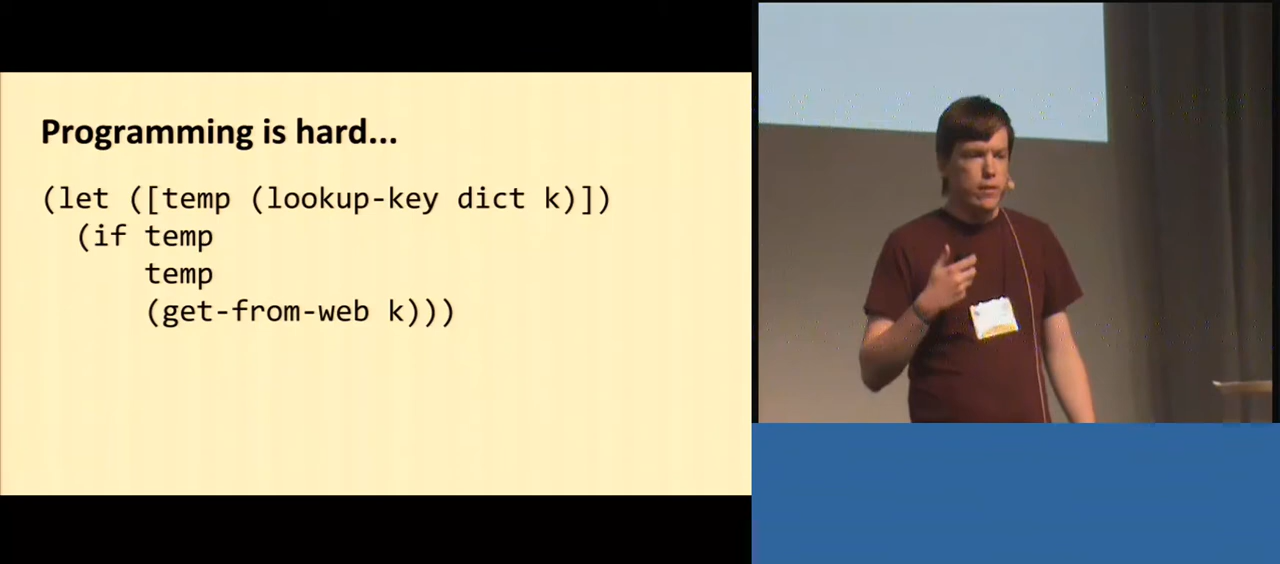 Programming is hard...
(let ([temp (lookup-key dict k)])
  (if temp
      temp
      (get-from-web k)))